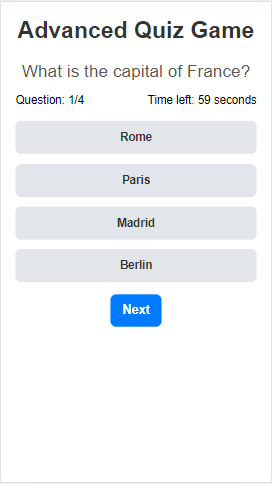 Advanced Quiz Game
What is the capital of France?
Question: 1/4 Time left: 59 seconds
Rome
Paris
Madrid
Berlin
Next